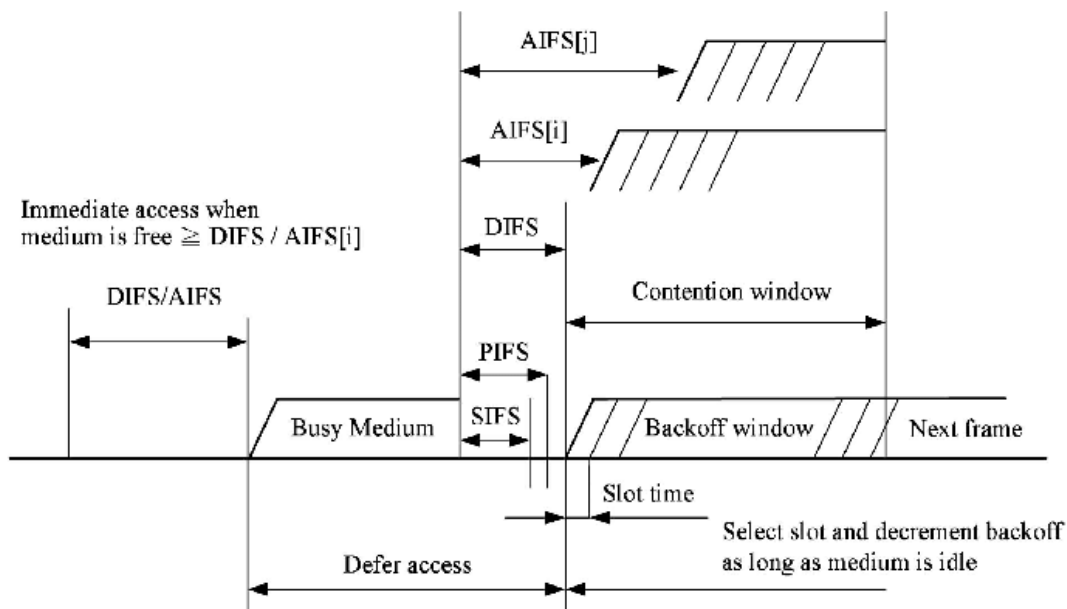 AIFS[j]
AIFS[i]
Immediate access when
medium is free ≧ DIFS / AIFS[i]
DIFS
DIFS/AIFS
Contention window
PIFS
Busy Medium
SIFS
Backoff window
Next frame
Slot time
Select slot and decrement backoff
as long as medium is idle
Defer access